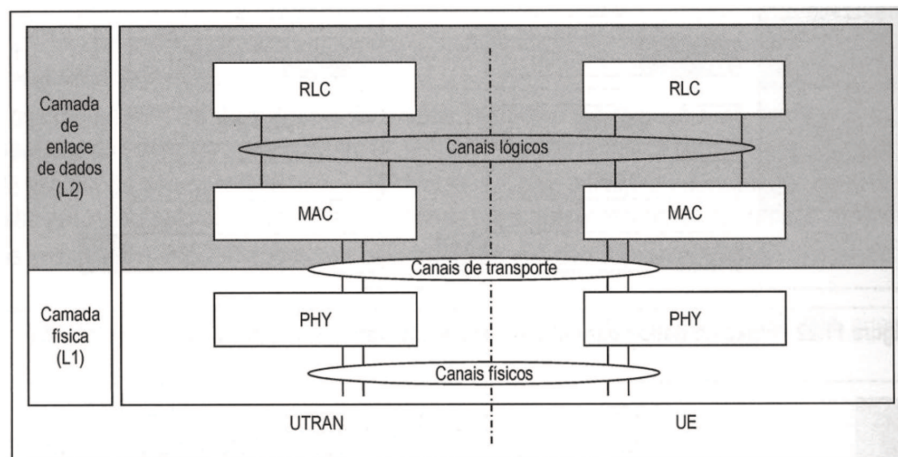 Camada
de
enlace
de dados
(L2)
RLC
RLC
Canais lógicos
MAC
MAC
Canais de transporte
Camada
física
(L1)
PHY
PHY
Canais físicos
UTRAN
UE